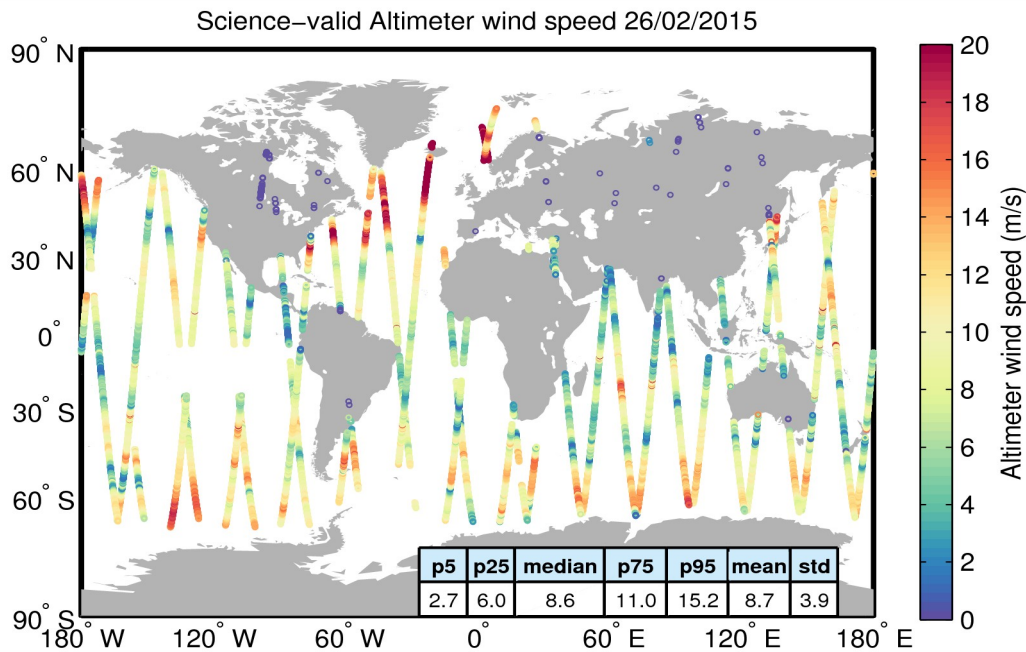 Science−valid Altimeter wind speed 26/02/2015
90° N
60° N
30° N
0°
30° S
60° S
90° S
180° W
120° W
60° W
0°
60° E
120° E
180° E
p5 p25 median p75 p95 mean std
2.7 6.0 8.6 11.0 15.2 8.7 3.9
20
18
16
14
12
10
8
6
4
2
0
Altimeter wind speed (m/s)